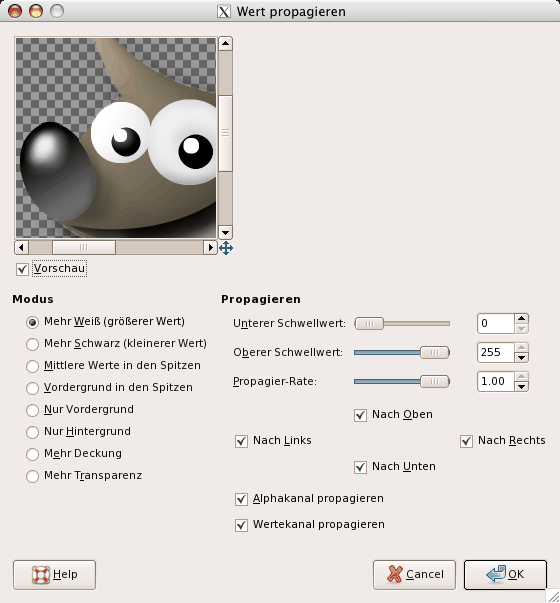 Wert propagieren
Vorschau
Modus
Mehr Weiß (größerer Wert)
Mehr Schwarz (kleinerer Wert)
Mittlere Werte in den Spitzen
Vordergrund in den Spitzen
Nur Vordergrund
Nur Hintergrund
Mehr Deckung
Mehr Transparenz
Propagieren
Unterer Schwellwert: 0
Oberer Schwellwert: 255
Propagier-Rate: 1.00
Nach Oben
Nach Links Nach Rechts
Nach Unten
Alphakanal propagieren
Wertekanal propagieren
Help Cancel OK